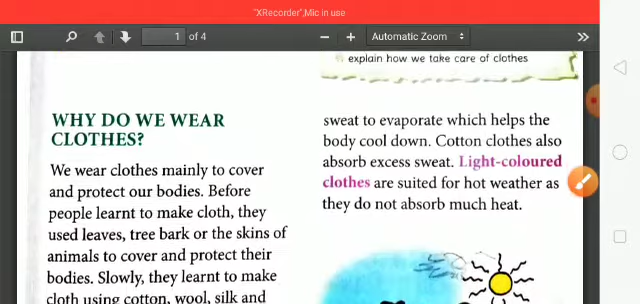 "XRecorder",Mic in use
1 of 4
Automatic Zoom
explain how we take care of clothes
WHY DO WE WEAR
CLOTHES?
We wear clothes mainly to cover
and protect our bodies. Before
people learnt to make cloth, they
used leaves, tree bark or the skins of
animals to cover and protect their
bodies. Slowly, they learnt to make
cloth using cotton, wool, silk and
sweat to evaporate which helps the
body cool down. Cotton clothes also
absorb excess sweat. Light-coloured
clothes are suited for hot weather as
they do not absorb much heat.